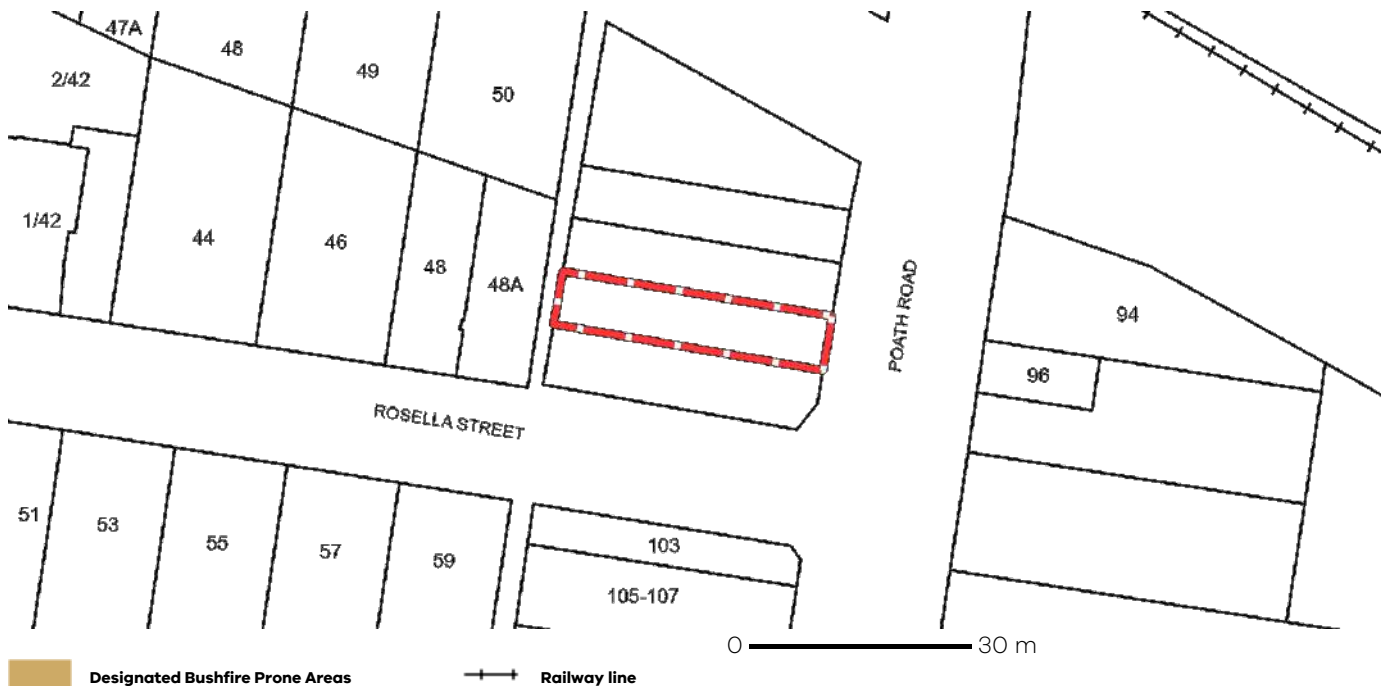 47A
48
49
50
2/42
1/42
44
46
48
48A
POATH ROAD
94
96
ROSELLA STREET
51
53
55
57
59
103
105-107
0 30 m
Designated Bushfire Prone Areas Railway line